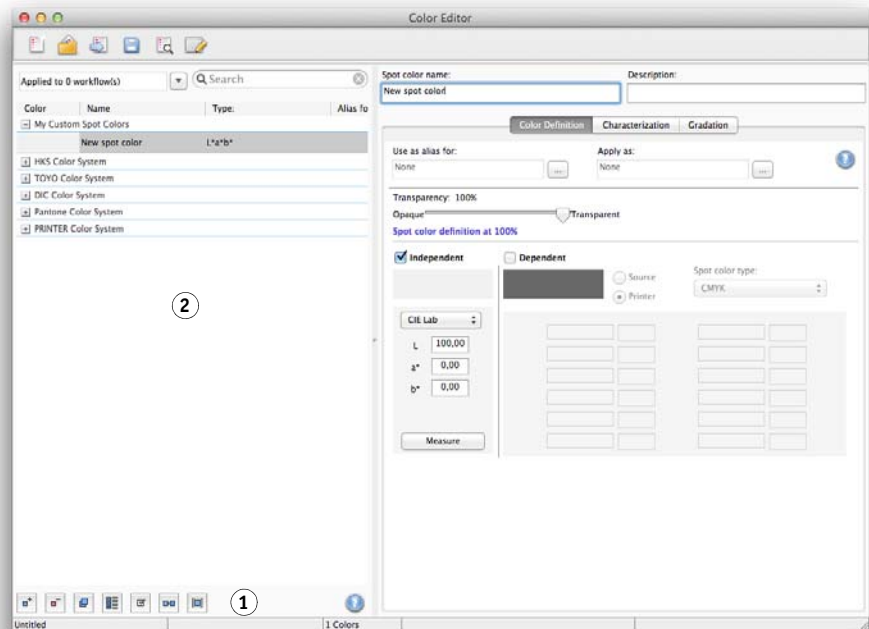 Color Editor
Applied to 0 workflow(s)
Search
Color Name Type: Alias fo
My Custom Spot Colors
New spot color L*a*b*
HKS Color System
TOYO Color System
DIC Color System
Pantone Color System
PRINTER Color System
2
1
Untitled
1 Colors
Spot color name: Description:
New spot color
Color Definition Characterization Gradation
Use as alias for: Apply as:
None ... None ...
?
Transparency: 100%
Opaque Transparent
Spot color definition at 100%
Independent Dependent
Source
Printer
Spot color type:
CMYK
CIE Lab
L 100,00
a* 0,00
b* 0,00
Measure